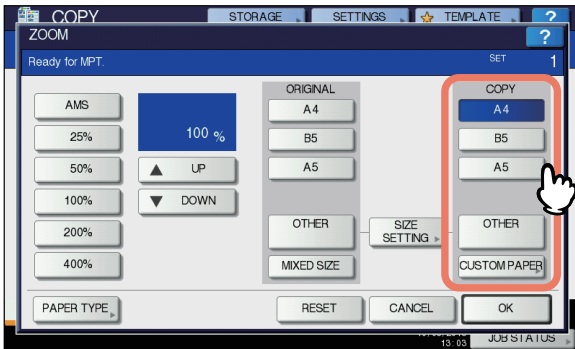 COPY STORAGE SETTINGS TEMPLATE ?
ZOOM ?
Ready for MPT. SET 1
ORIGINAL COPY
AMS A4 A4
25% 100 % B5 B5
50% UP A5 A5
100% DOWN
200% OTHER SIZE SETTING OTHER
400% MIXED SIZE CUSTOM PAPER
PAPER TYPE RESET CANCEL OK
13:03 JOB STATUS